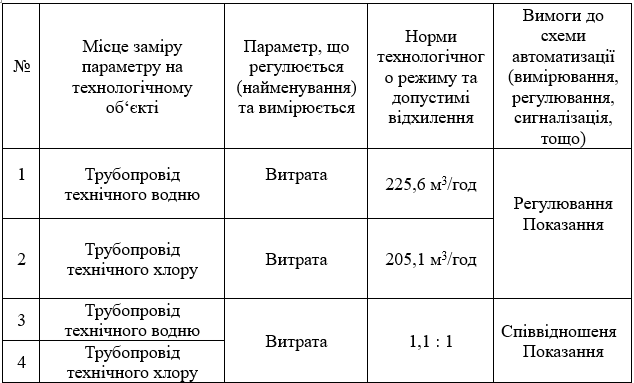 №
Місце заміру
параметру на
технологічному
об‘єкті
Параметр, що
регулюється
(найменування)
та вимірюється
Норми
технологічног
о режиму та
допустимі
відхилення
Вимоги до
схеми
автоматизації
(вимірювання,
регулювання,
сигналізація,
тощо)
1
Трубопровід
технічного водню
Витрата
225,6 м³/год
Регулювання
Показання
2
Трубопровід
технічного хлору
Витрата
205,1 м³/год
3
Трубопровід
технічного водню
Витрата
1,1 : 1
Співвідношеня
Показання
4
Трубопровід
технічного хлору